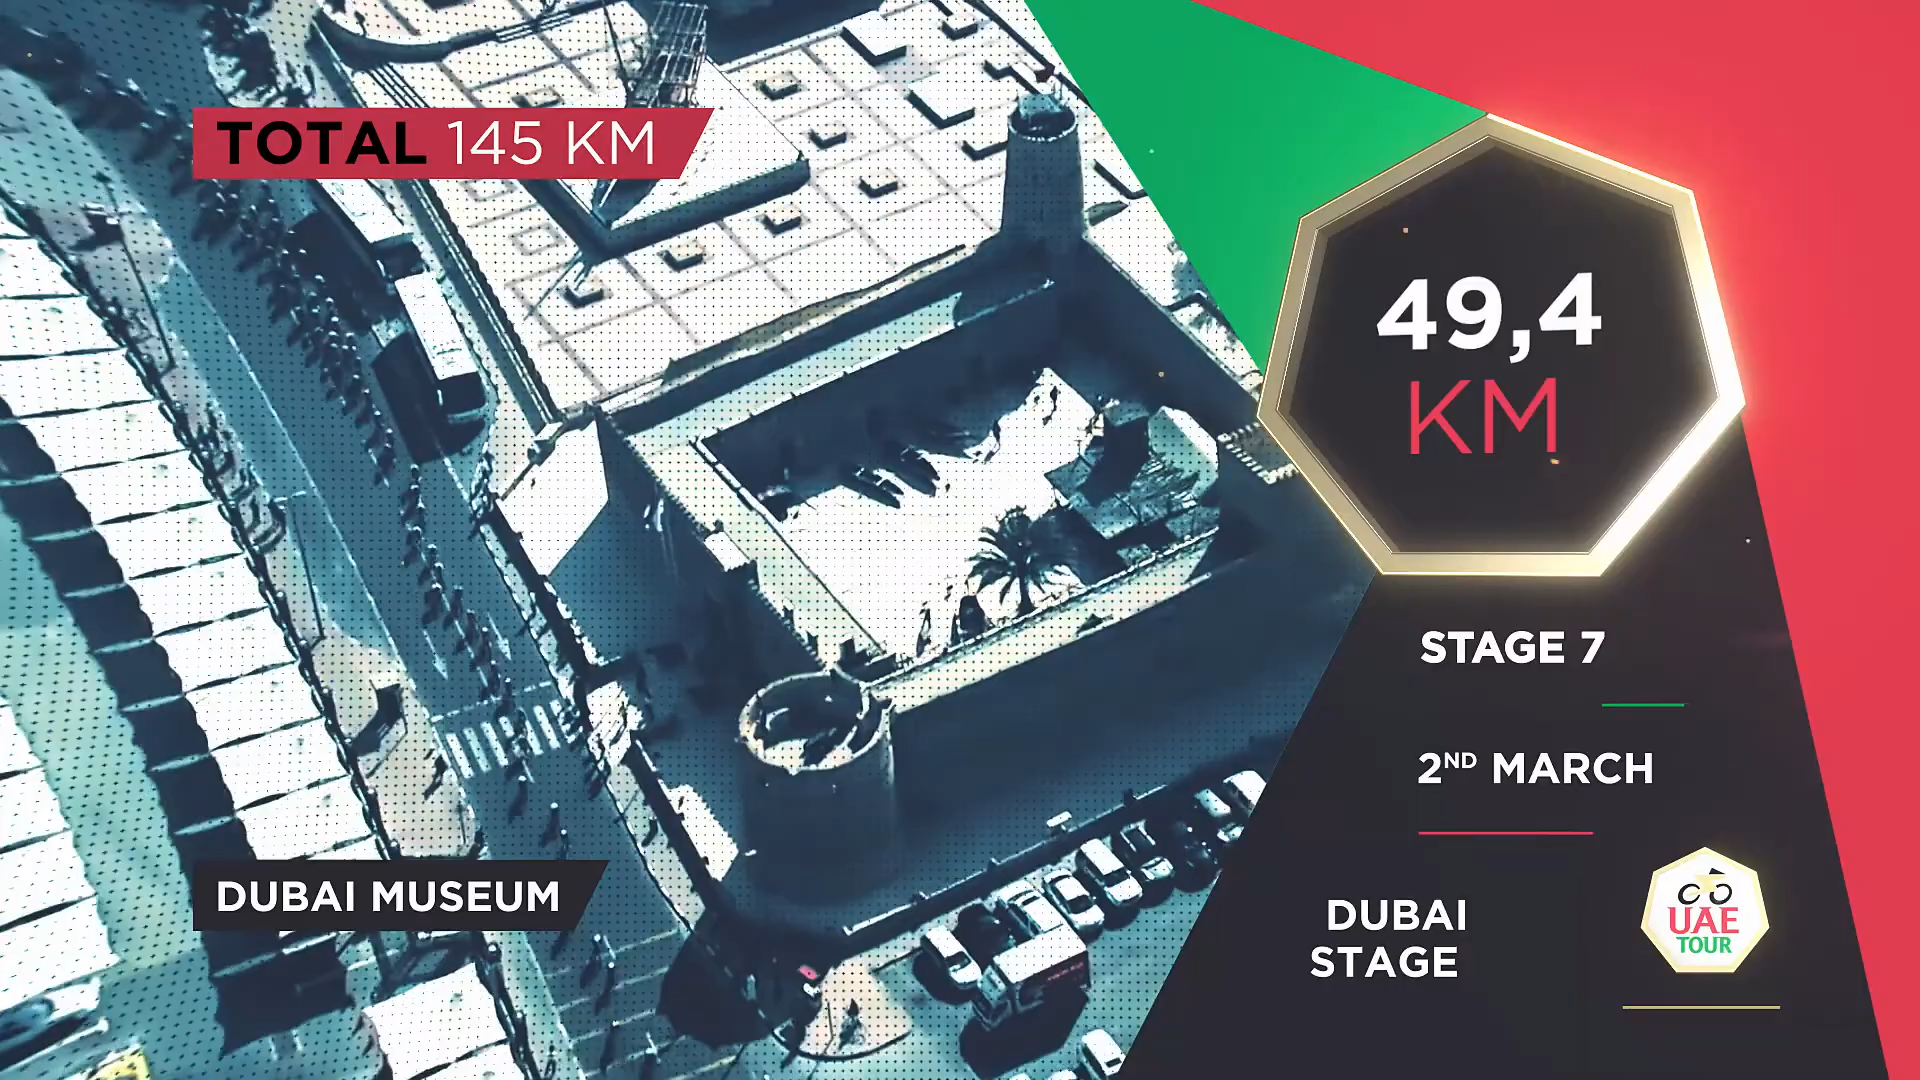 TOTAL 145 KM
49,4
KM
STAGE 7
2ND MARCH
DUBAI MUSEUM
DUBAI
STAGE
UAE
TOUR